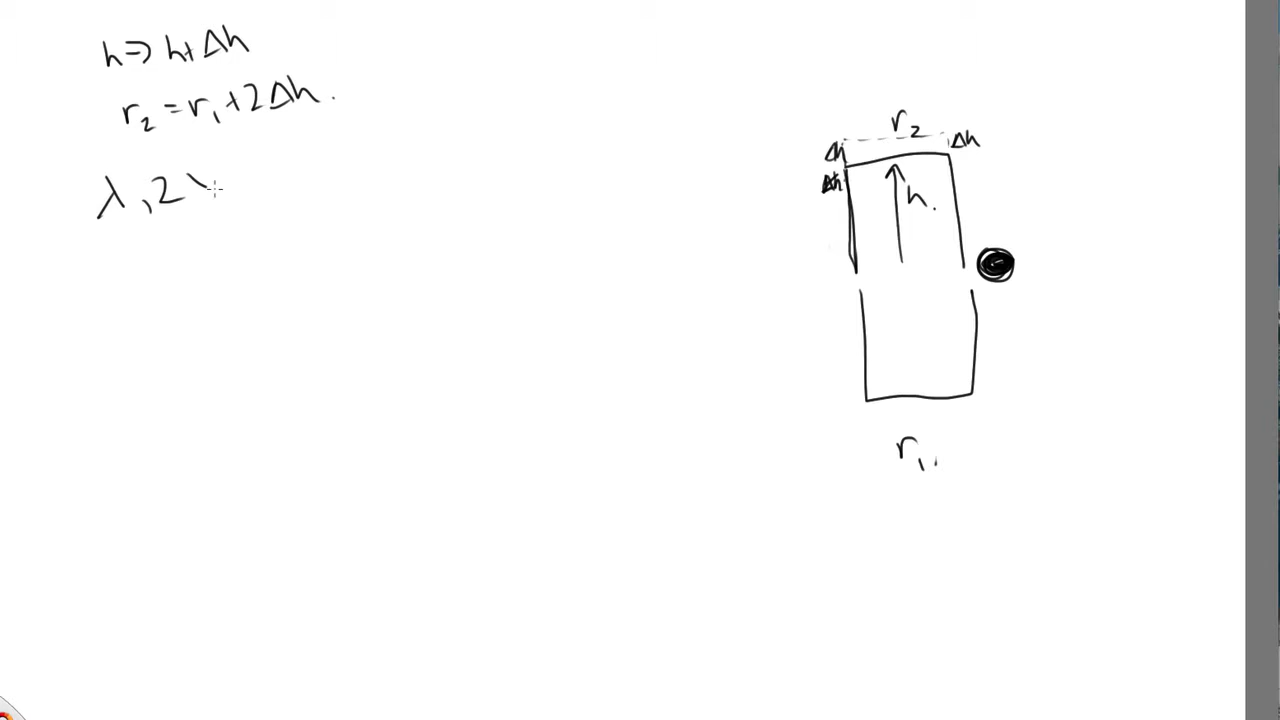 h => h + Δh
r₂ = r₁ + 2Δh.
λ, 2λ
r₂
Δh
Δh
Δh
h.
r₁.